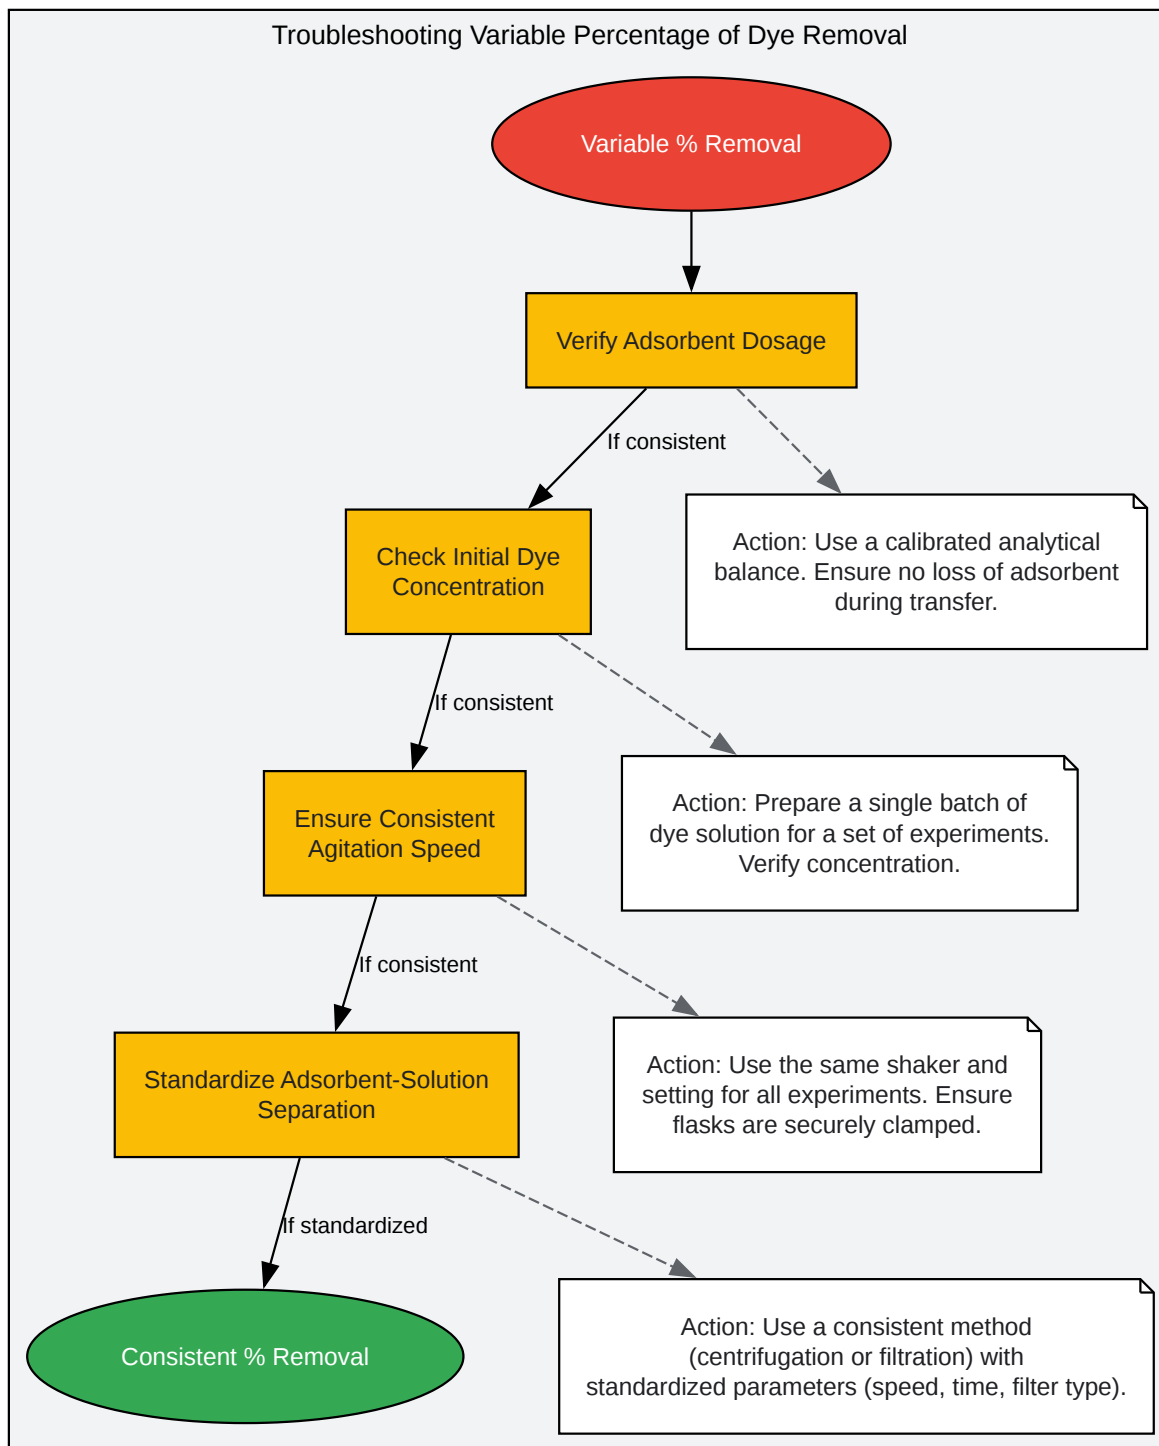 Troubleshooting Variable Percentage of Dye Removal
Variable % Removal
Verify Adsorbent Dosage
If consistent
Check Initial Dye
Concentration
Action: Use a calibrated analytical
balance. Ensure no loss of adsorbent
during transfer.
If consistent
Ensure Consistent
Agitation Speed
Action: Prepare a single batch of
dye solution for a set of experiments.
Verify concentration.
If consistent
Standardize Adsorbent-Solution
Separation
Action: Use the same shaker and
setting for all experiments. Ensure
flasks are securely clamped.
If standardized
Consistent % Removal
Action: Use a consistent method
(centrifugation or filtration) with
standardized parameters (speed, time, filter type).